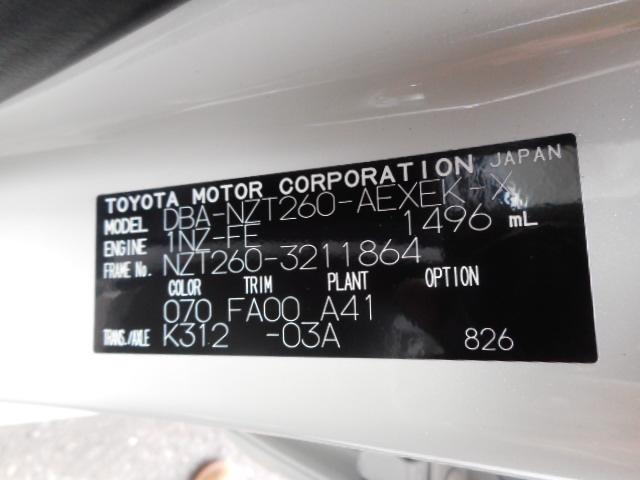 TOYOTA MOTOR CORPORATION JAPAN
MODEL DBA-NZT260-AEXEK-X
ENGINE 1NZ-FE 1496 mL
FRAME No. NZT260-3211864
COLOR TRIM PLANT OPTION
070 FA00 A41
TRANS./AXLE K312 -03A 826